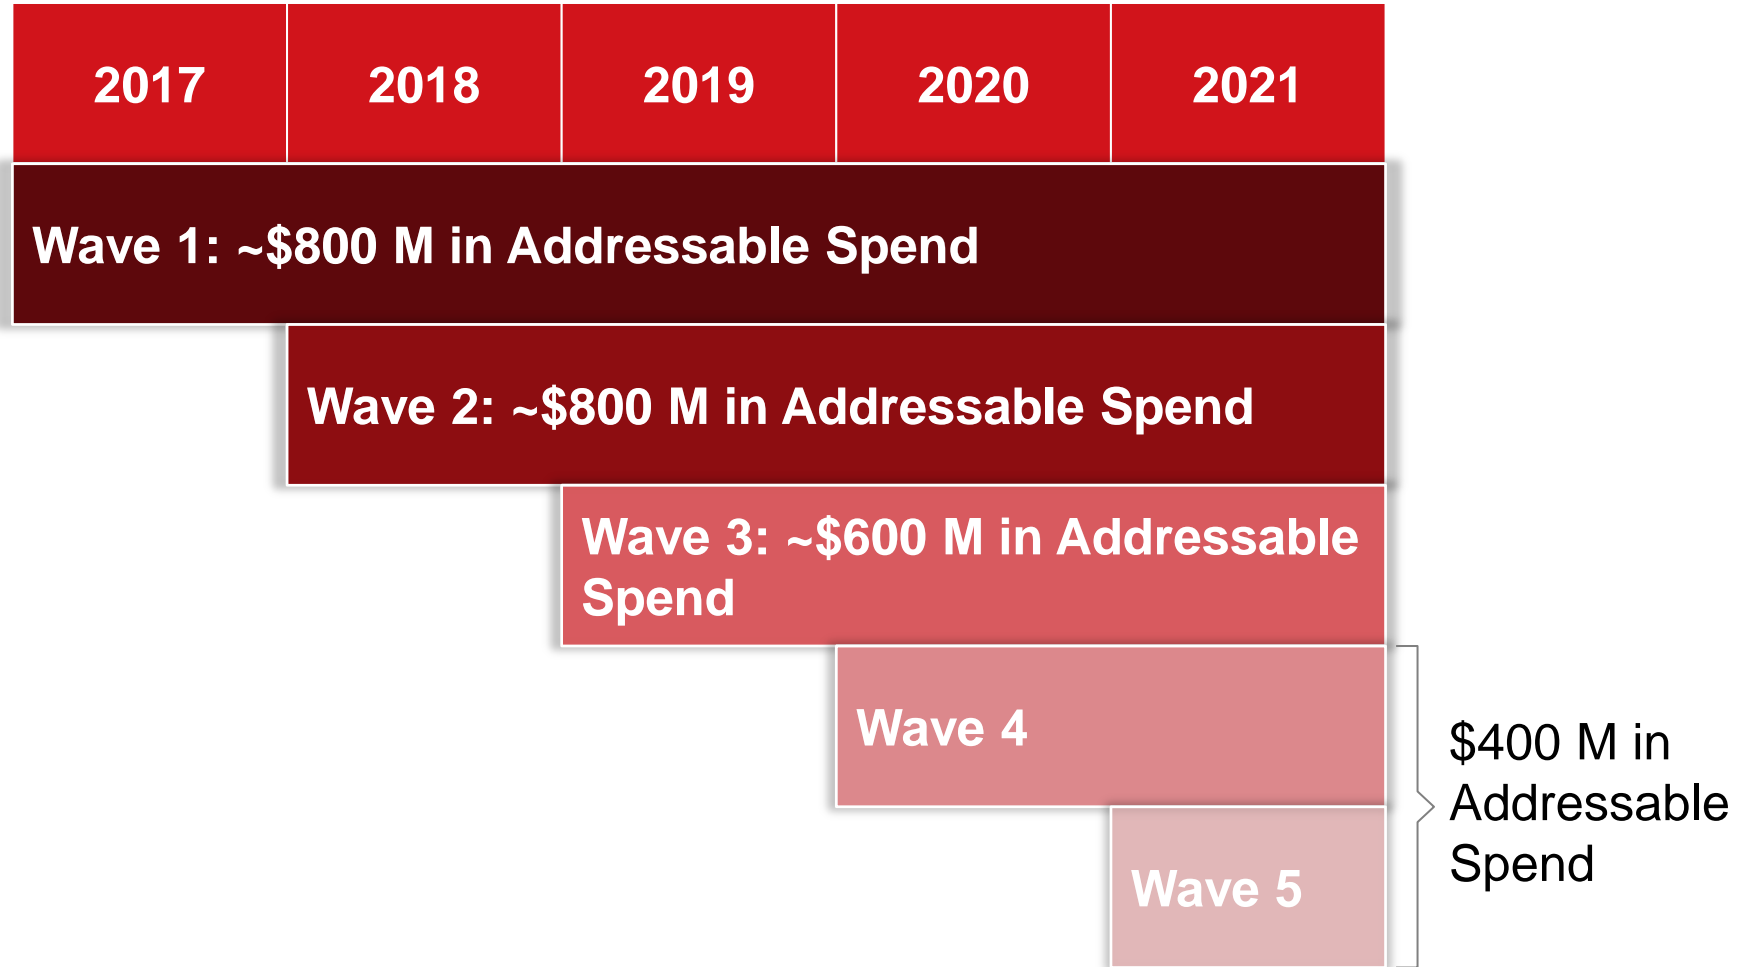 2017 2018 2019 2020 2021
Wave 1: ~$800 M in Addressable Spend
Wave 2: ~$800 M in Addressable Spend
Wave 3: ~$600 M in Addressable
Spend
Wave 4
Wave 5
$400 M in
Addressable
Spend